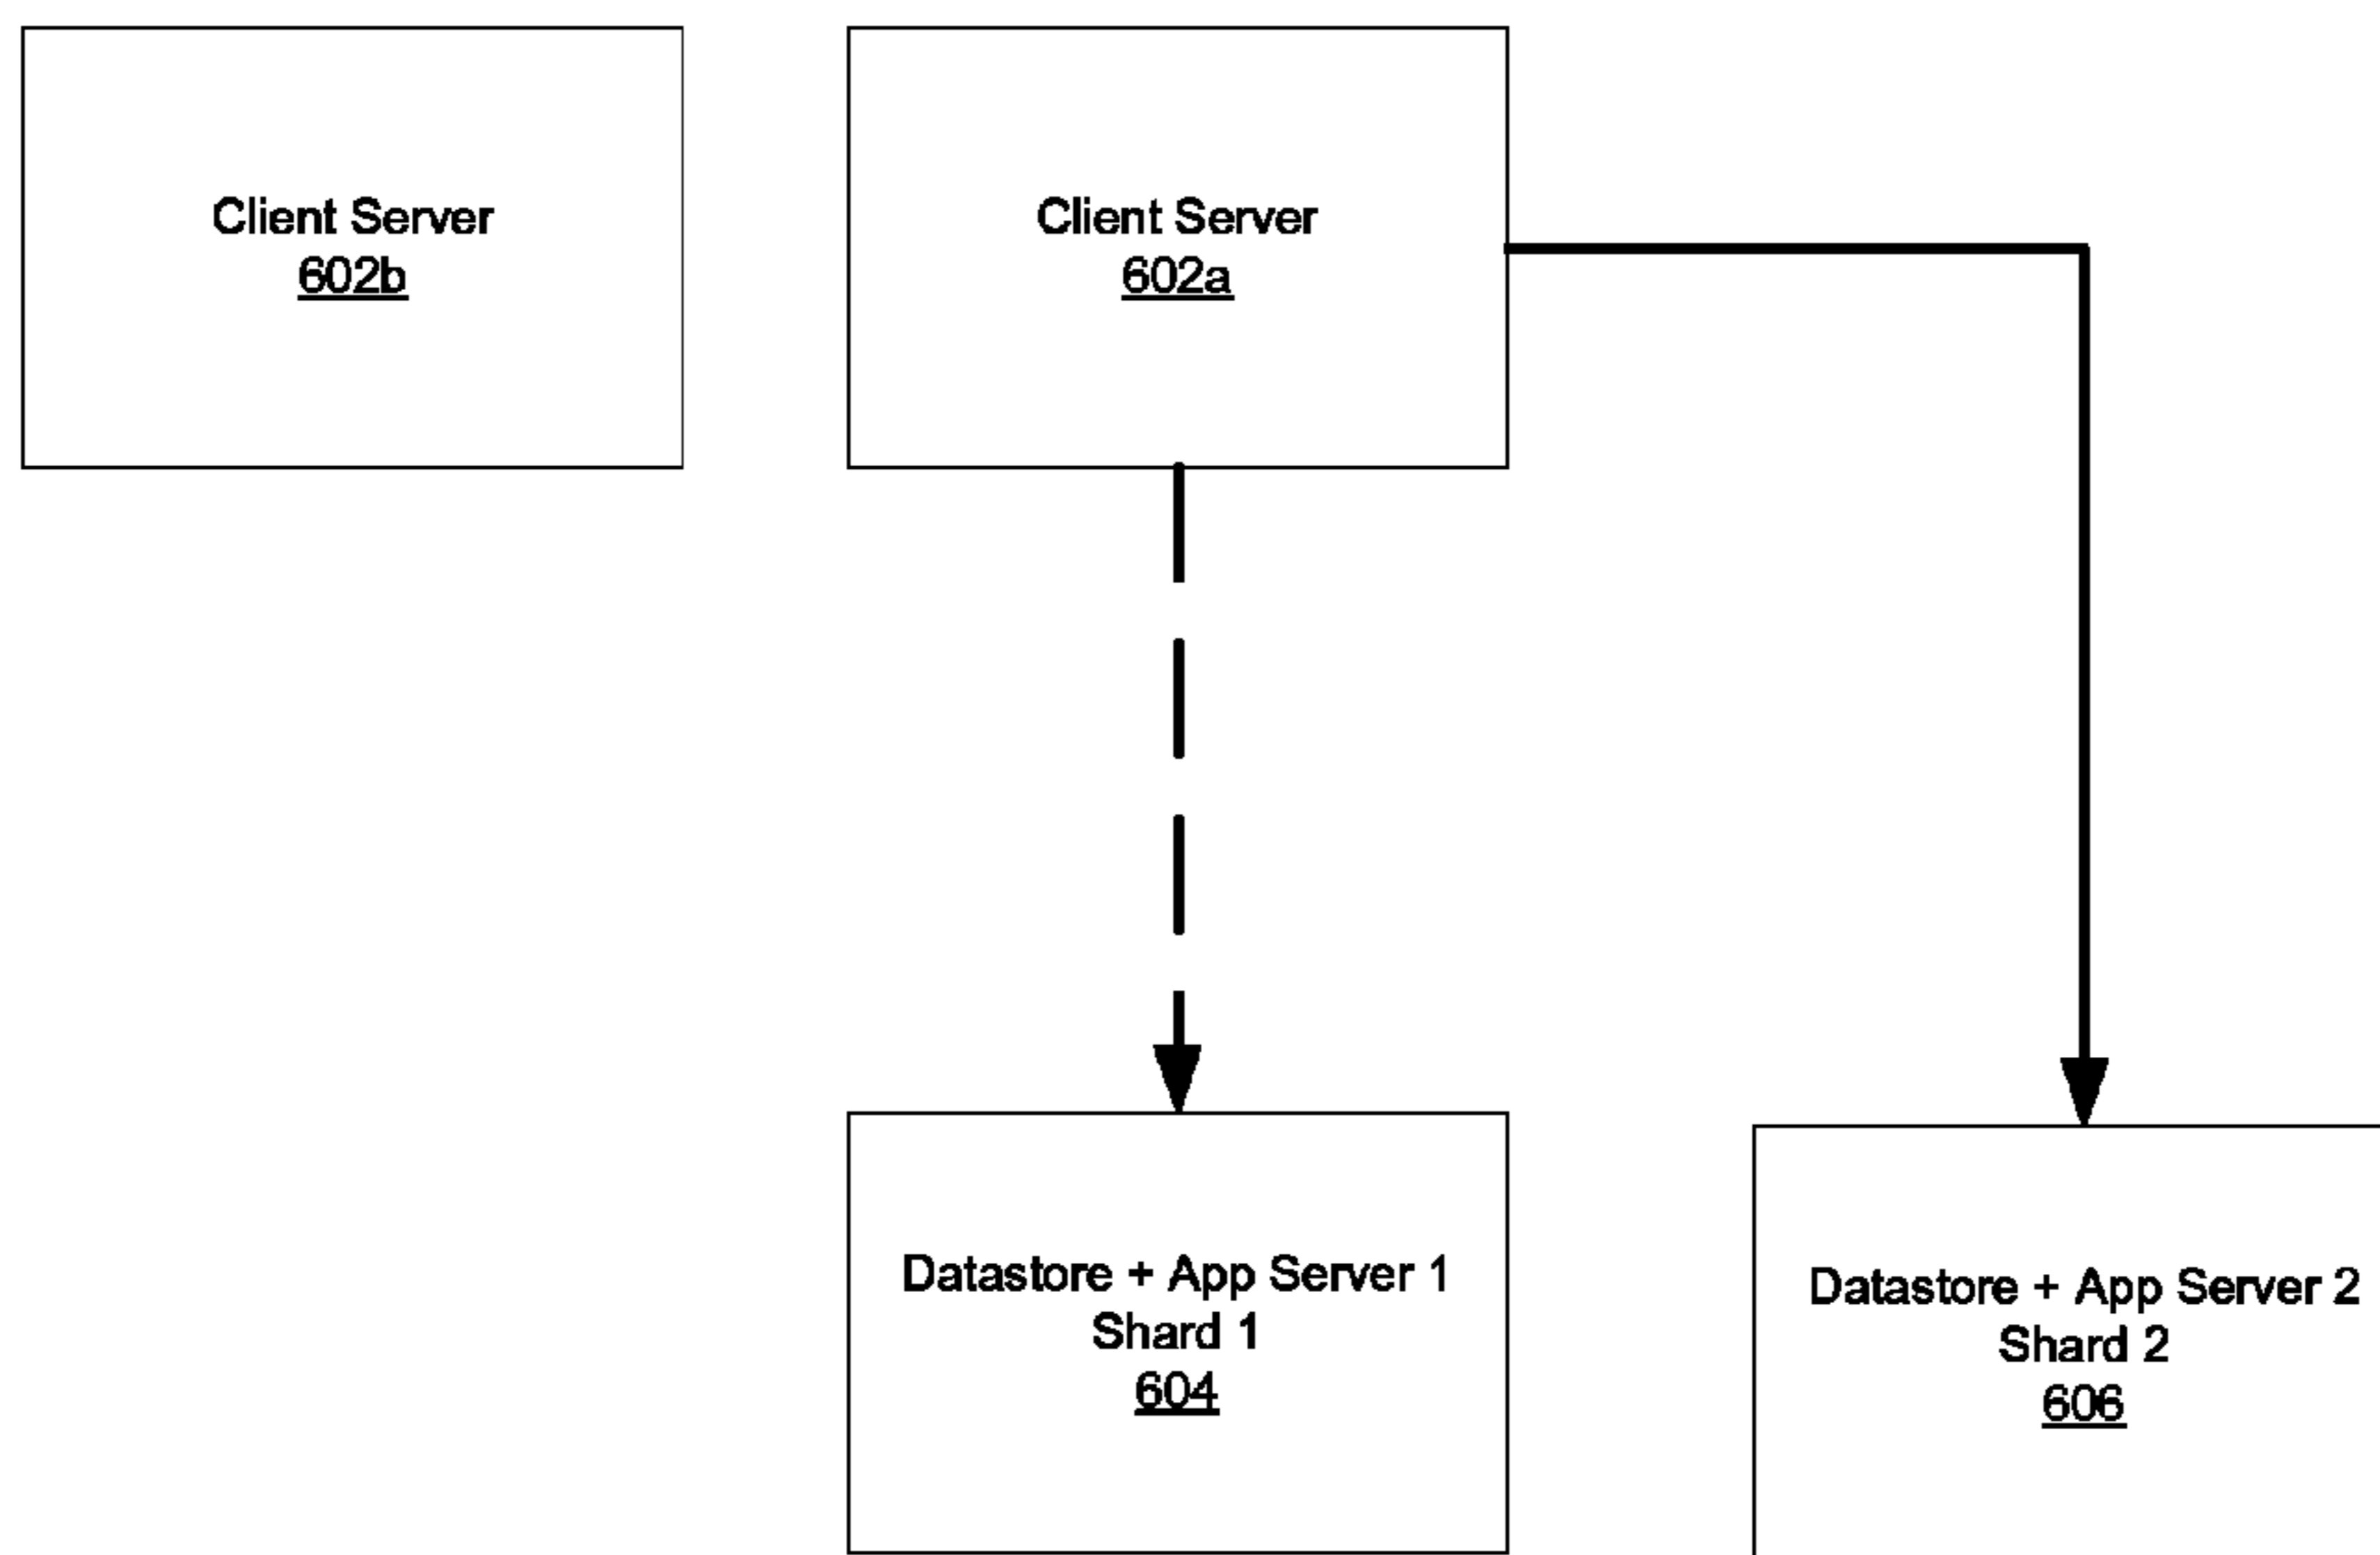 Client Server
602b
Client Server
602a
Datastore + App Server 1
Shard 1
604
Datastore + App Server 2
Shard 2
606